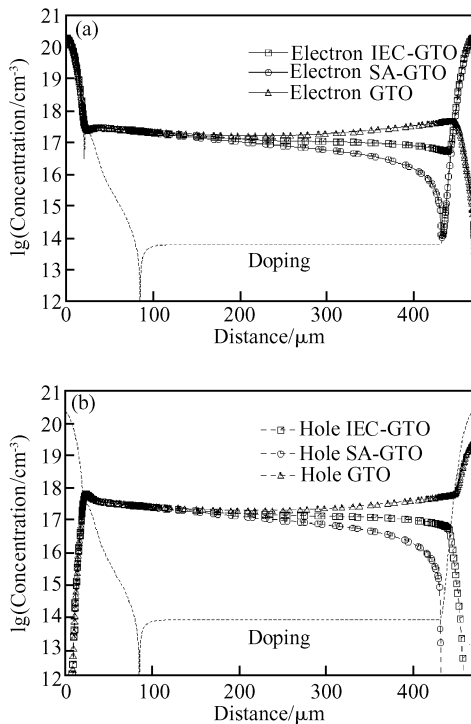 (a)
21
20
19
18
17
16
15
14
13
12
lg(Concentration/cm-3)
Electron IEC-GTO
Electron SA-GTO
Electron GTO
Doping
0 100 200 300 400
Distance/μm
(b)
21
20
19
18
17
16
15
14
13
12
lg(Concentration/cm-3)
Hole IEC-GTO
Hole SA-GTO
Hole GTO
Doping
0 100 200 300 400
Distance/μm